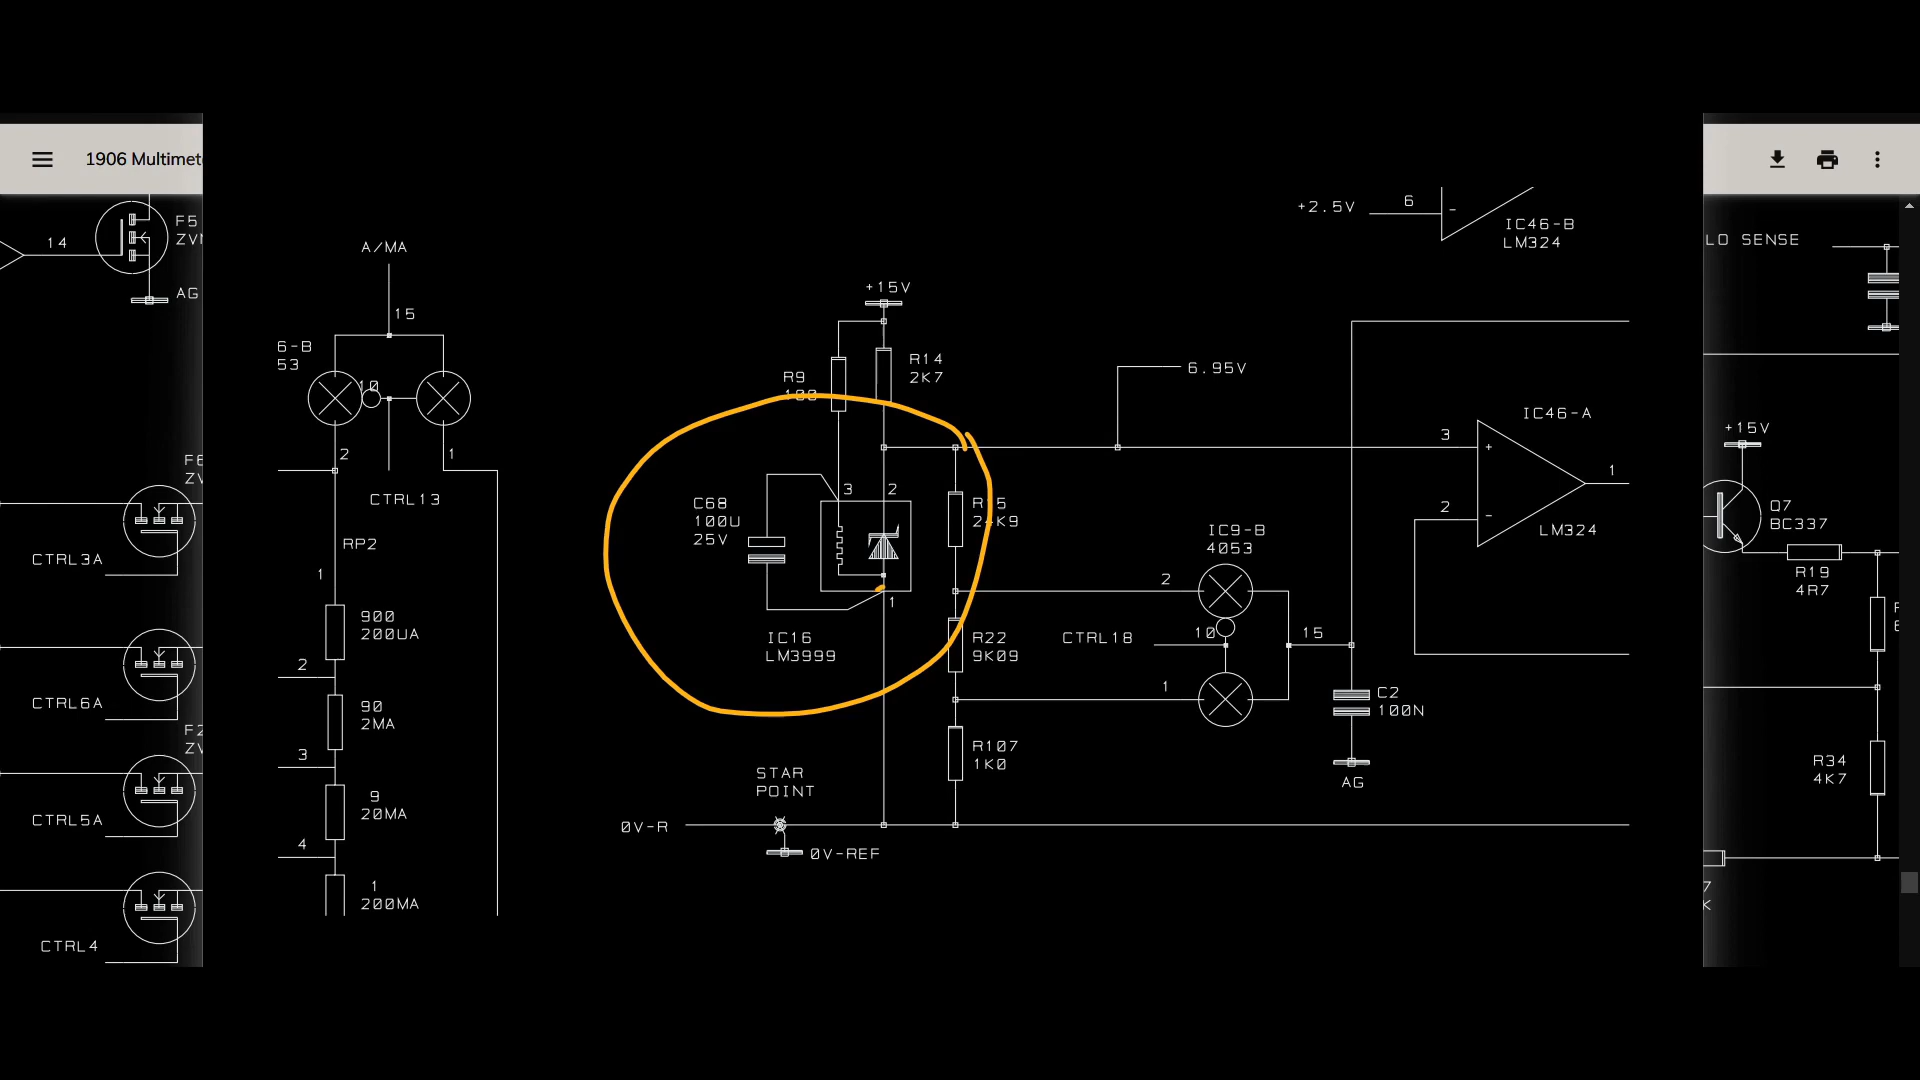 1906 Multimet
14
F5
ZV
AG
F6
ZV
CTRL3A
CTRL6A
F2
ZV
CTRL5A
CTRL4
A/MA
15
6-B
53
10
2
1
CTRL13
RP2
1
900
200UA
2
90
2MA
3
9
20MA
4
1
200MA
+15V
R9
100
R14
2K7
6.95V
3
2
C68
100U
25V
R15
24K9
1
IC16
LM3999
R22
9K09
R107
1K0
STAR
POINT
0V-R
0V-REF
+2.5V
6
-
IC46-B
LM324
IC46-A
3
+
2
-
1
LM324
IC9-B
4053
2
CTRL18
10
15
1
C2
100N
AG
LO SENSE
+15V
Q7
BC337
R19
4R7
R34
4K7
7
K